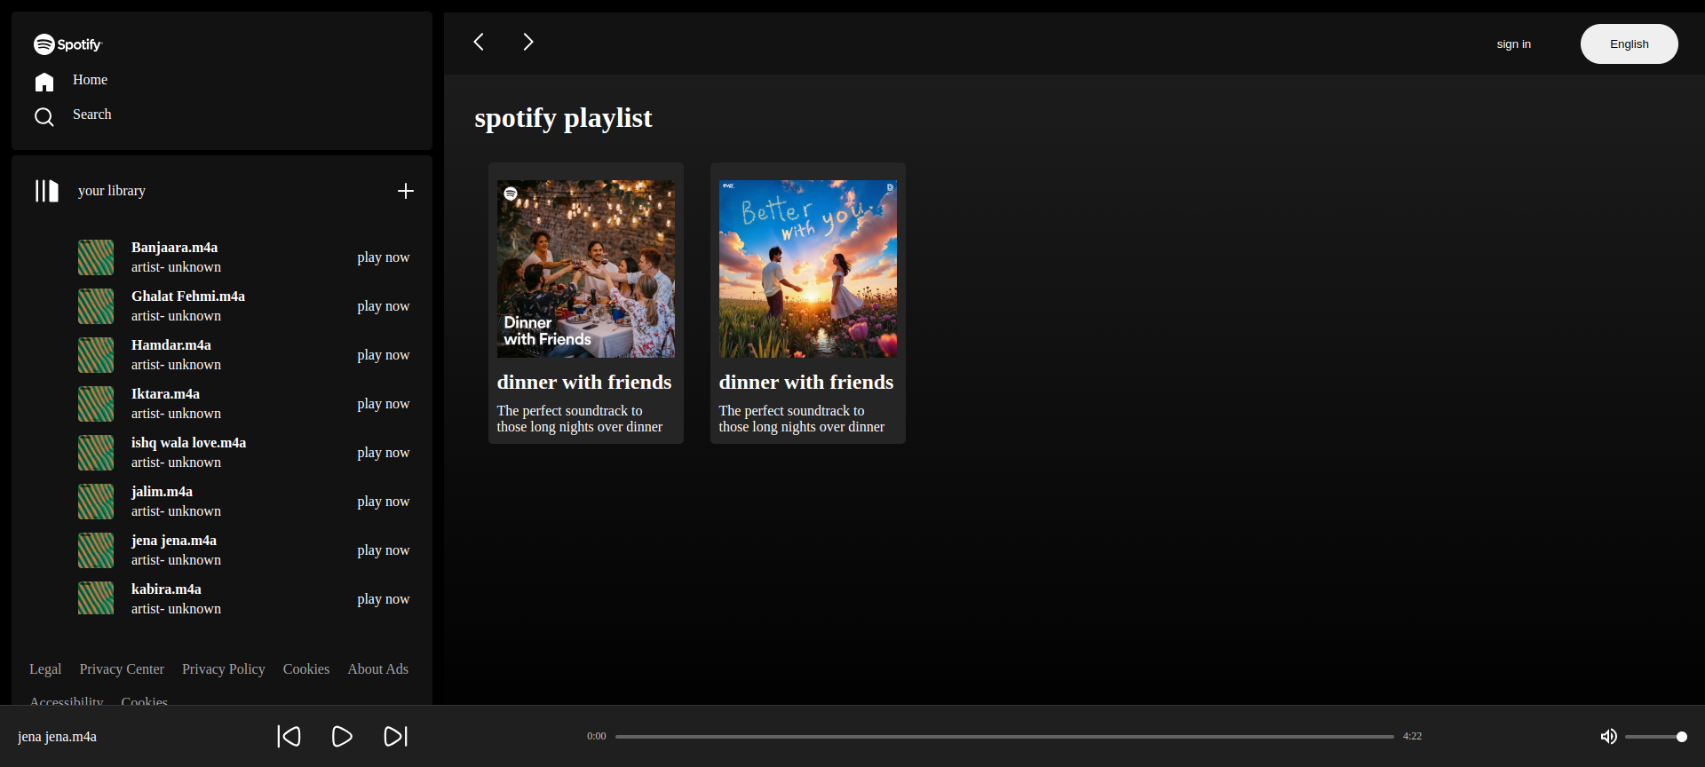 Spotify
Home
Search
your library
Banjaara.m4a
artist- unknown
play now
Ghalat Fehmi.m4a
artist- unknown
play now
Hamdar.m4a
artist- unknown
play now
Iktara.m4a
artist- unknown
play now
ishq wala love.m4a
artist- unknown
play now
jalim.m4a
artist- unknown
play now
jena jena.m4a
artist- unknown
play now
kabira.m4a
artist- unknown
play now
Legal Privacy Center Privacy Policy Cookies About Ads
Accessibility Cookies
sign in
English
spotify playlist
Dinner
with Friends
dinner with friends
The perfect soundtrack to
those long nights over dinner
Better
with you
dinner with friends
The perfect soundtrack to
those long nights over dinner
jena jena.m4a
0:00
4:22